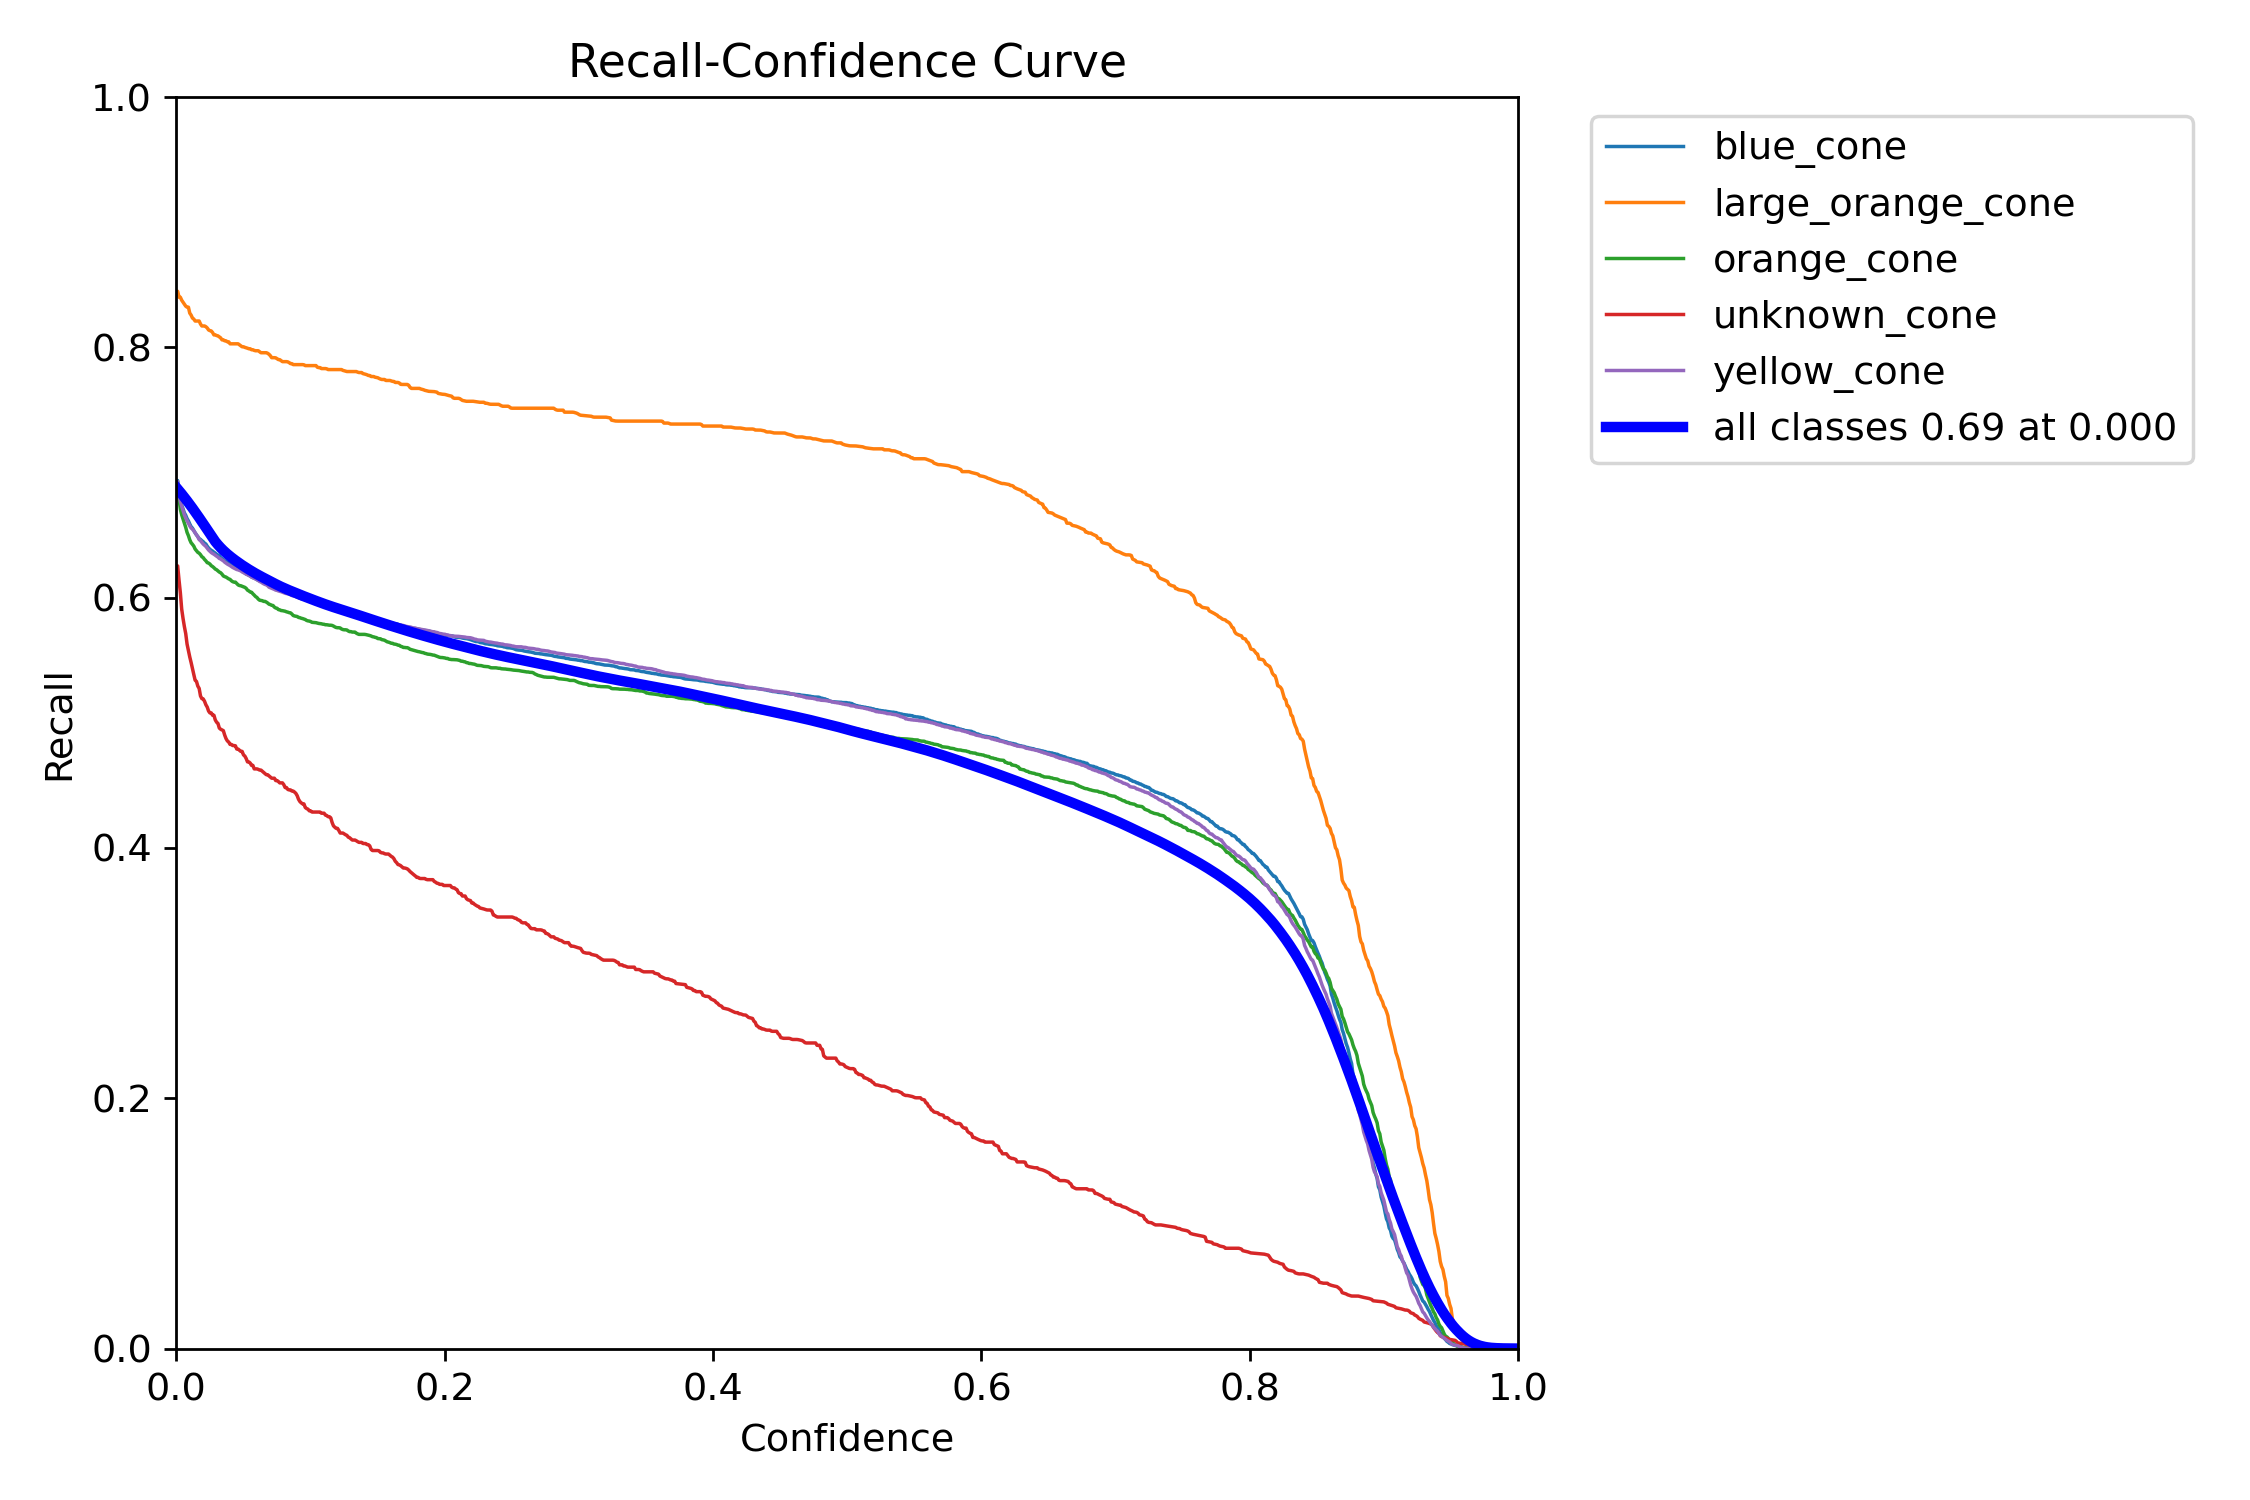 Recall-Confidence Curve
1.0
0.8
0.6
0.4
0.2
0.0
Recall
0.0 0.2 0.4 0.6 0.8 1.0
Confidence
blue_cone
large_orange_cone
orange_cone
unknown_cone
yellow_cone
all classes 0.69 at 0.000